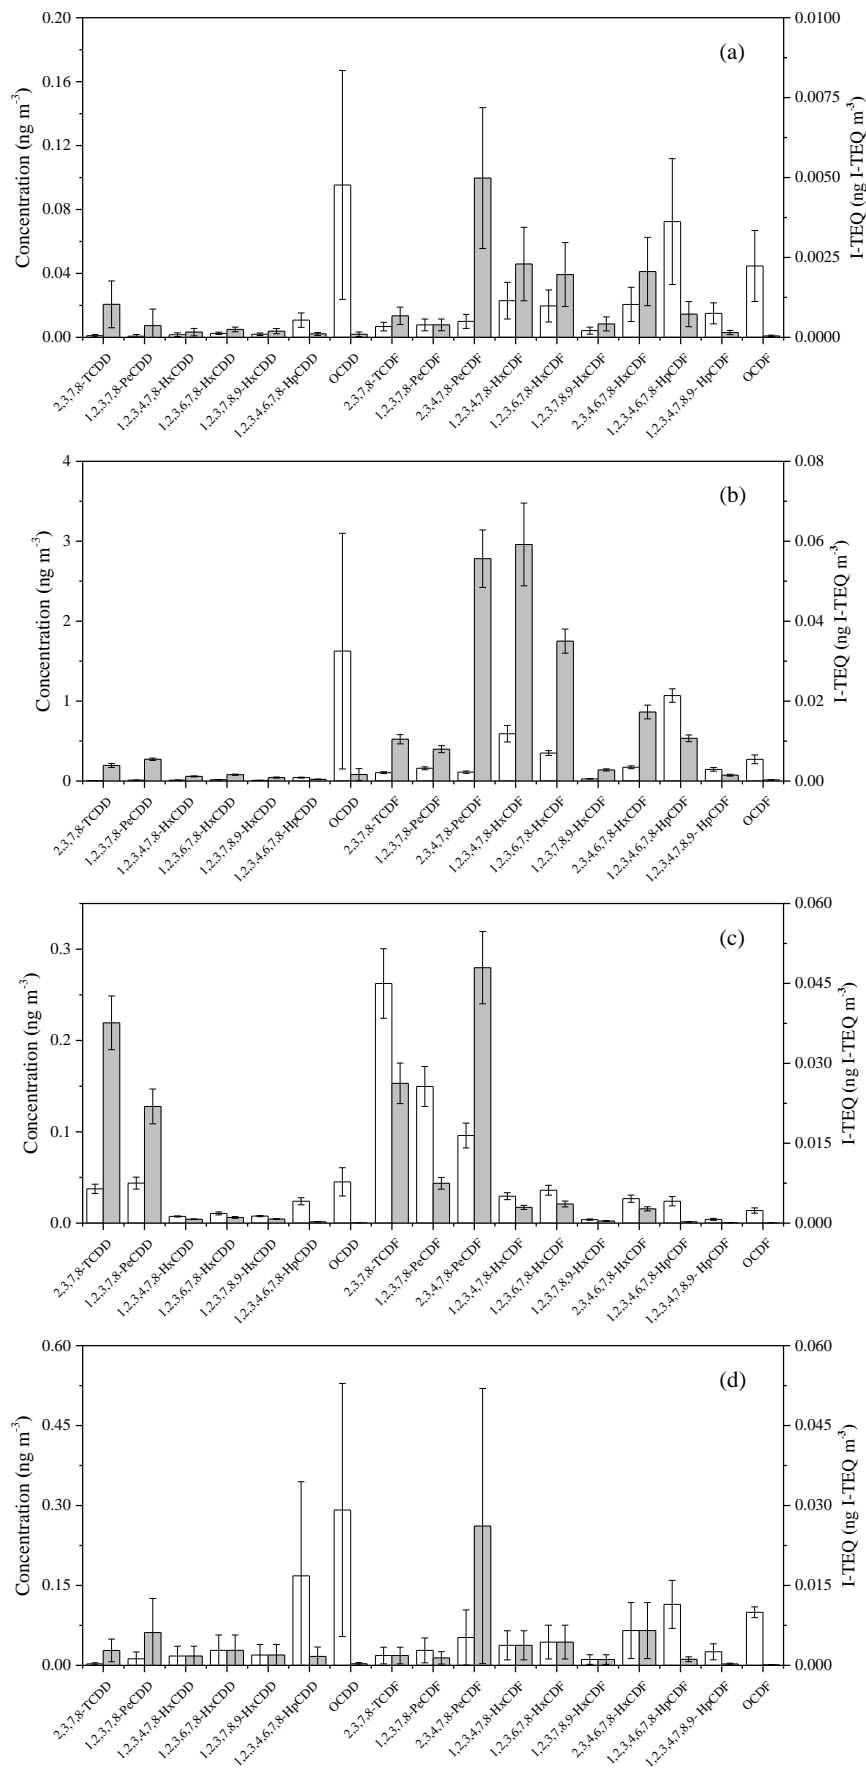 0.20
0.16
0.12
0.08
0.04
0.00
Concentration (ng m-3)
(a)
0.0100
0.0075
0.0050
0.0025
0.0000
I-TEQ (ng I-TEQ m-3)
2,3,7,8-TCDD
1,2,3,7,8-PeCDD
1,2,3,4,7,8-HxCDD
1,2,3,6,7,8-HxCDD
1,2,3,7,8,9-HxCDD
1,2,3,4,6,7,8-HpCDD
OCDD
2,3,7,8-TCDF
1,2,3,7,8-PeCDF
2,3,4,7,8-PeCDF
1,2,3,4,7,8-HxCDF
1,2,3,6,7,8-HxCDF
1,2,3,7,8,9-HxCDF
2,3,4,6,7,8-HxCDF
1,2,3,4,6,7,8-HpCDF
1,2,3,4,7,8,9- HpCDF
OCDF
4
3
2
1
0
Concentration (ng m-3)
(b)
0.08
0.06
0.04
0.02
0.00
I-TEQ (ng I-TEQ m-3)
2,3,7,8-TCDD
1,2,3,7,8-PeCDD
1,2,3,4,7,8-HxCDD
1,2,3,6,7,8-HxCDD
1,2,3,7,8,9-HxCDD
1,2,3,4,6,7,8-HpCDD
OCDD
2,3,7,8-TCDF
1,2,3,7,8-PeCDF
2,3,4,7,8-PeCDF
1,2,3,4,7,8-HxCDF
1,2,3,6,7,8-HxCDF
1,2,3,7,8,9-HxCDF
2,3,4,6,7,8-HxCDF
1,2,3,4,6,7,8-HpCDF
1,2,3,4,7,8,9- HpCDF
OCDF
0.3
0.2
0.1
0.0
Concentration (ng m-3)
(c)
0.060
0.045
0.030
0.015
0.000
I-TEQ (ng I-TEQ m-3)
2,3,7,8-TCDD
1,2,3,7,8-PeCDD
1,2,3,4,7,8-HxCDD
1,2,3,6,7,8-HxCDD
1,2,3,7,8,9-HxCDD
1,2,3,4,6,7,8-HpCDD
OCDD
2,3,7,8-TCDF
1,2,3,7,8-PeCDF
2,3,4,7,8-PeCDF
1,2,3,4,7,8-HxCDF
1,2,3,6,7,8-HxCDF
1,2,3,7,8,9-HxCDF
2,3,4,6,7,8-HxCDF
1,2,3,4,6,7,8-HpCDF
1,2,3,4,7,8,9- HpCDF
OCDF
0.60
0.45
0.30
0.15
0.00
Concentration (ng m-3)
(d)
0.060
0.045
0.030
0.015
0.000
I-TEQ (ng I-TEQ m-3)
2,3,7,8-TCDD
1,2,3,7,8-PeCDD
1,2,3,4,7,8-HxCDD
1,2,3,6,7,8-HxCDD
1,2,3,7,8,9-HxCDD
1,2,3,4,6,7,8-HpCDD
OCDD
2,3,7,8-TCDF
1,2,3,7,8-PeCDF
2,3,4,7,8-PeCDF
1,2,3,4,7,8-HxCDF
1,2,3,6,7,8-HxCDF
1,2,3,7,8,9-HxCDF
2,3,4,6,7,8-HxCDF
1,2,3,4,6,7,8-HpCDF
1,2,3,4,7,8,9- HpCDF
OCDF